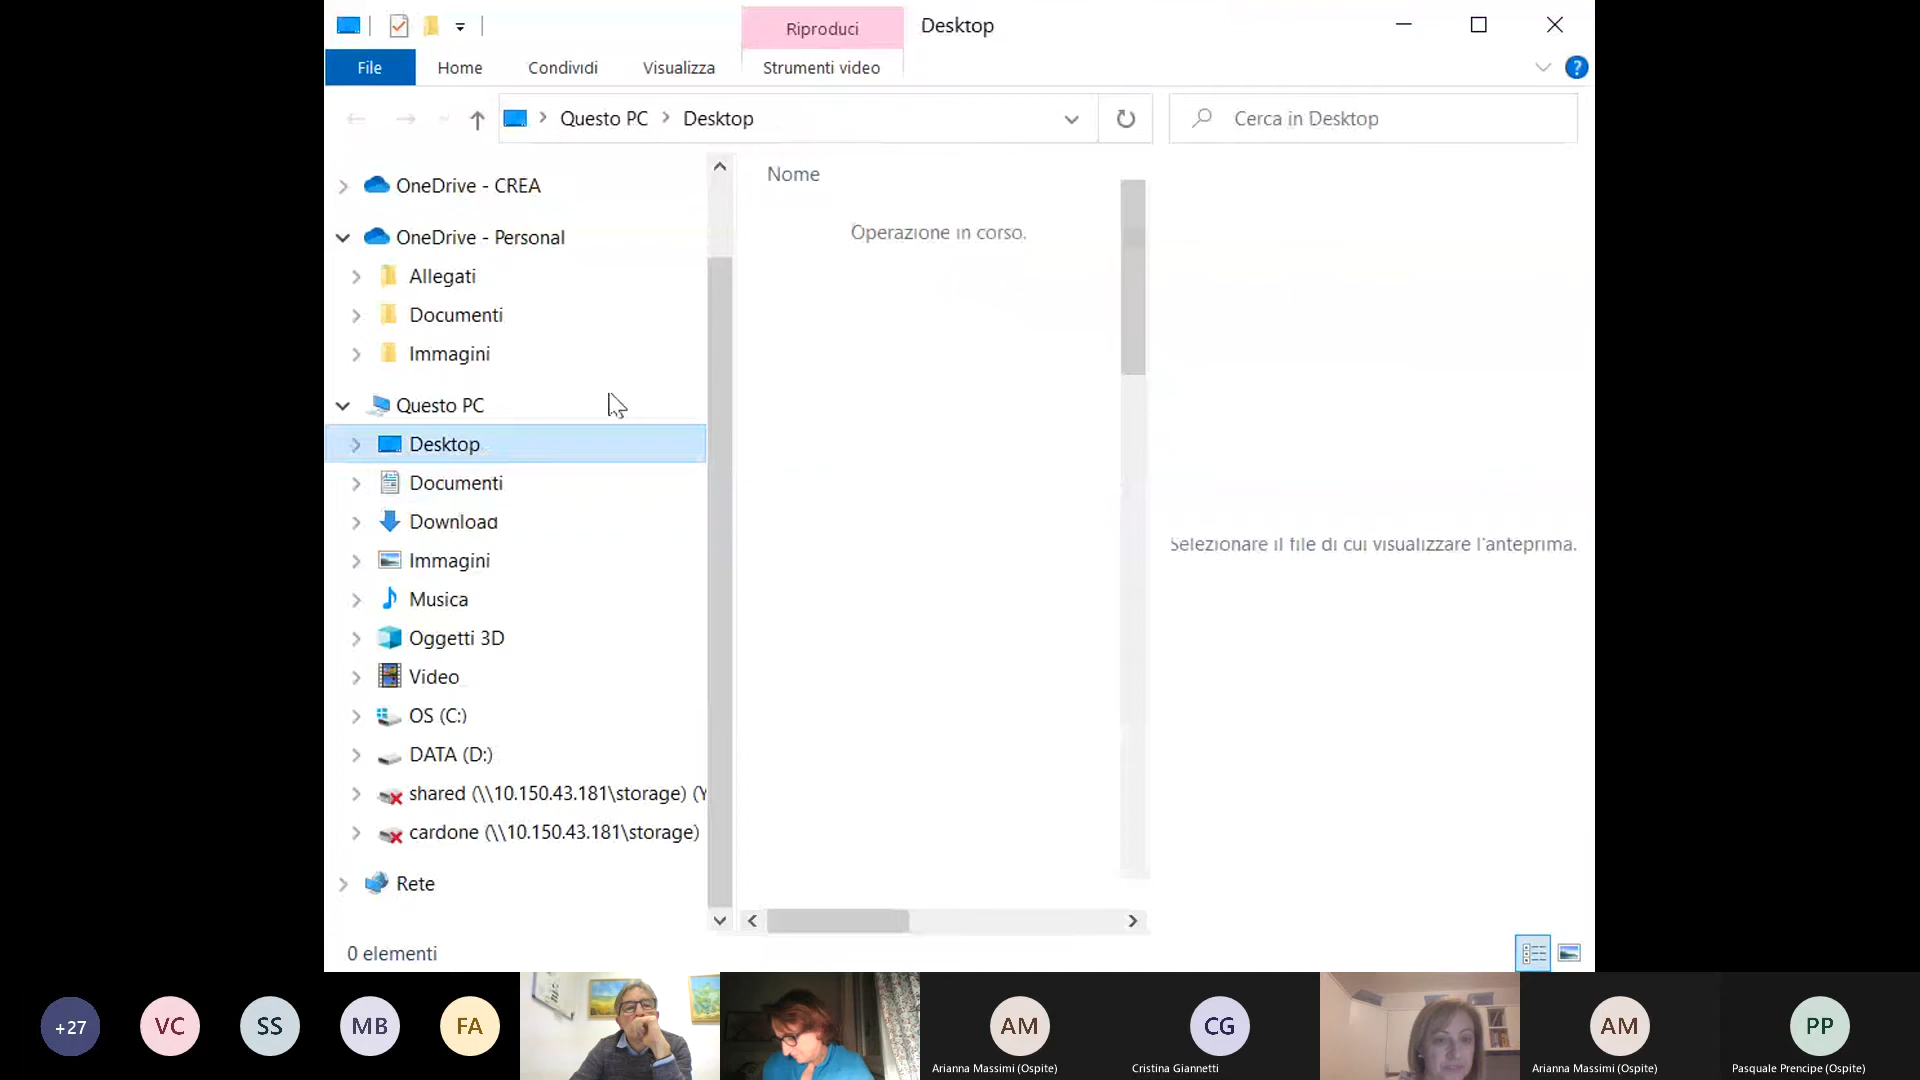 Riproduci
Desktop
File
Home
Condividi
Visualizza
Strumenti video
Questo PC
Desktop
Cerca in Desktop
OneDrive - CREA
OneDrive - Personal
Allegati
Documenti
Immagini
Questo PC
Desktop
Documenti
Download
Immagini
Musica
Oggetti 3D
Video
OS (C:)
DATA (D:)
shared (\\10.150.43.181\storage) (Y
cardone (\\10.150.43.181\storage)
Rete
Nome
Operazione in corso.
Selezionare il file di cui visualizzare l'anteprima.
0 elementi
+27
VC
SS
MB
FA
AM
Arianna Massimi (Ospite)
CG
Cristina Giannetti
AM
Arianna Massimi (Ospite)
PP
Pasquale Prencipe (Ospite)